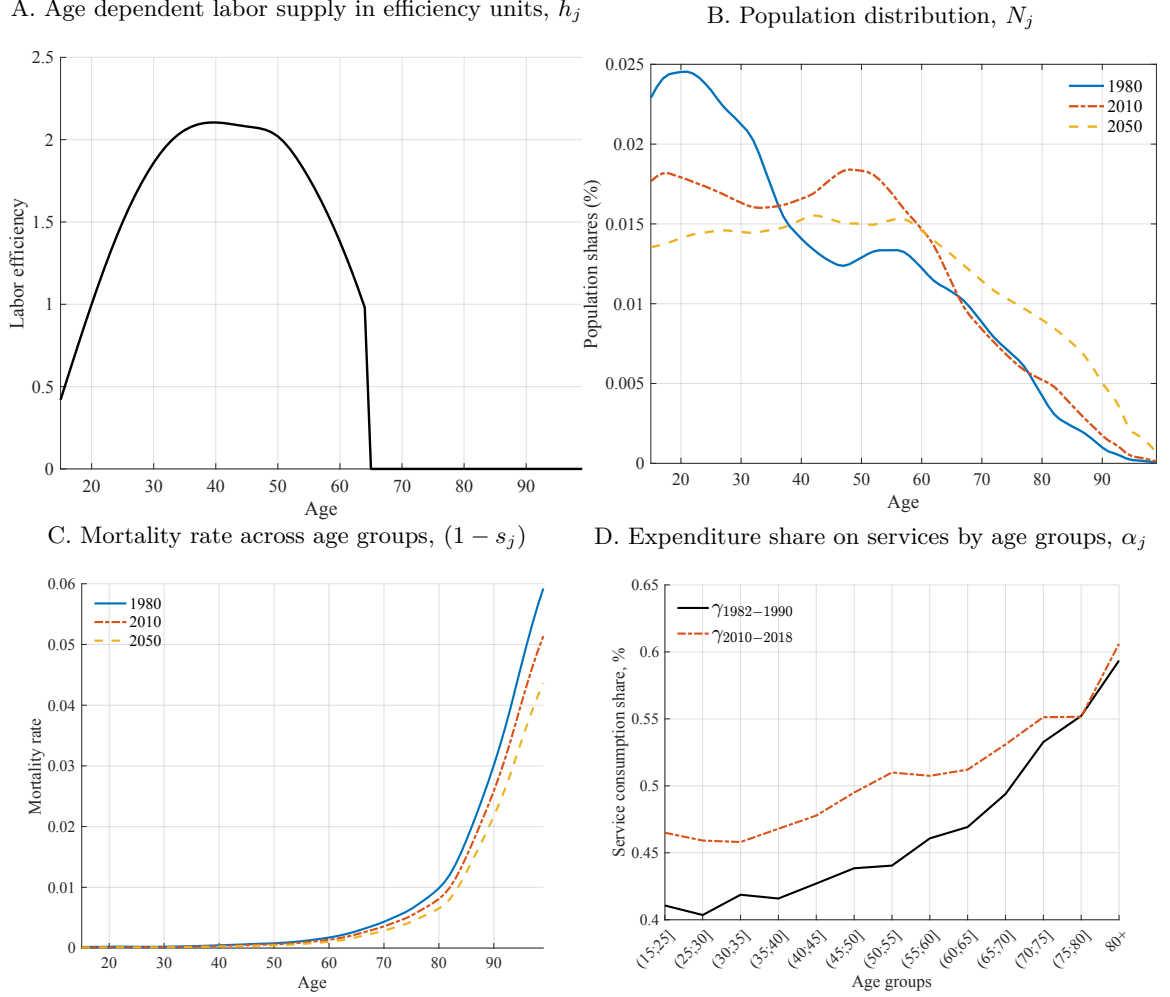 A. Age dependent labor supply in efficiency units, h_j
2.5
2
1.5
1
0.5
0
Labor efficiency
20 30 40 50 60 70 80 90
Age
B. Population distribution, N_j
0.025
0.02
0.015
0.01
0.005
0
Population shares (%)
1980
2010
2050
20 30 40 50 60 70 80 90
Age
C. Mortality rate across age groups, (1 − s_j)
0.06
0.05
0.04
0.03
0.02
0.01
0
Mortality rate
1980
2010
2050
20 30 40 50 60 70 80 90
Age
D. Expenditure share on services by age groups, α_j
0.65
0.6
0.55
0.5
0.45
0.4
Service consumption share, %
γ1982−1990
γ2010−2018
(15;25] (25;30] (30;35] (35;40] (40;45] (45;50] (50;55] (55;60] (60;65] (65;70] (70;75] (75;80] 80+
Age groups